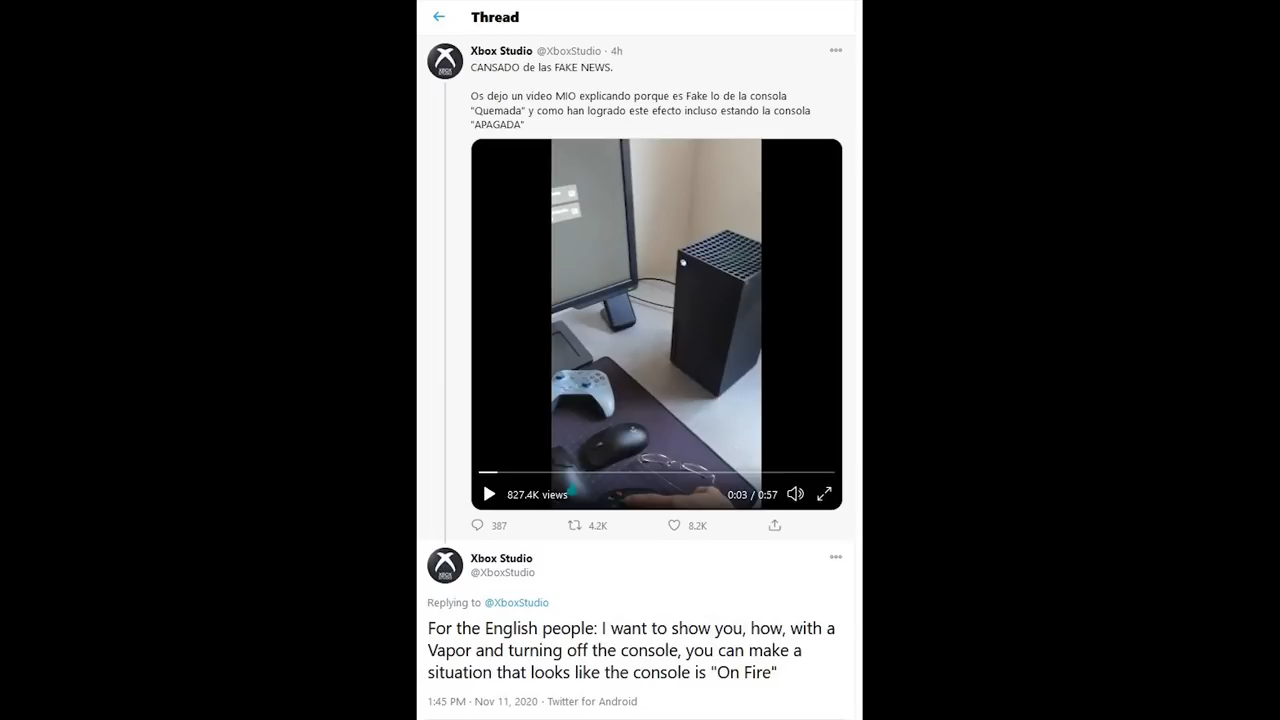 Thread
Xbox Studio @XboxStudio · 4h
CANSADO de las FAKE NEWS.
Os dejo un video MIO explicando porque es Fake lo de la consola
"Quemada" y como han logrado este efecto incluso estando la consola
"APAGADA"
827.4K views
0:03 / 0:57
387
4.2K
8.2K
Xbox Studio
@XboxStudio
Replying to @XboxStudio
For the English people: I want to show you, how, with a
Vapor and turning off the console, you can make a
situation that looks like the console is "On Fire"
1:45 PM · Nov 11, 2020 · Twitter for Android